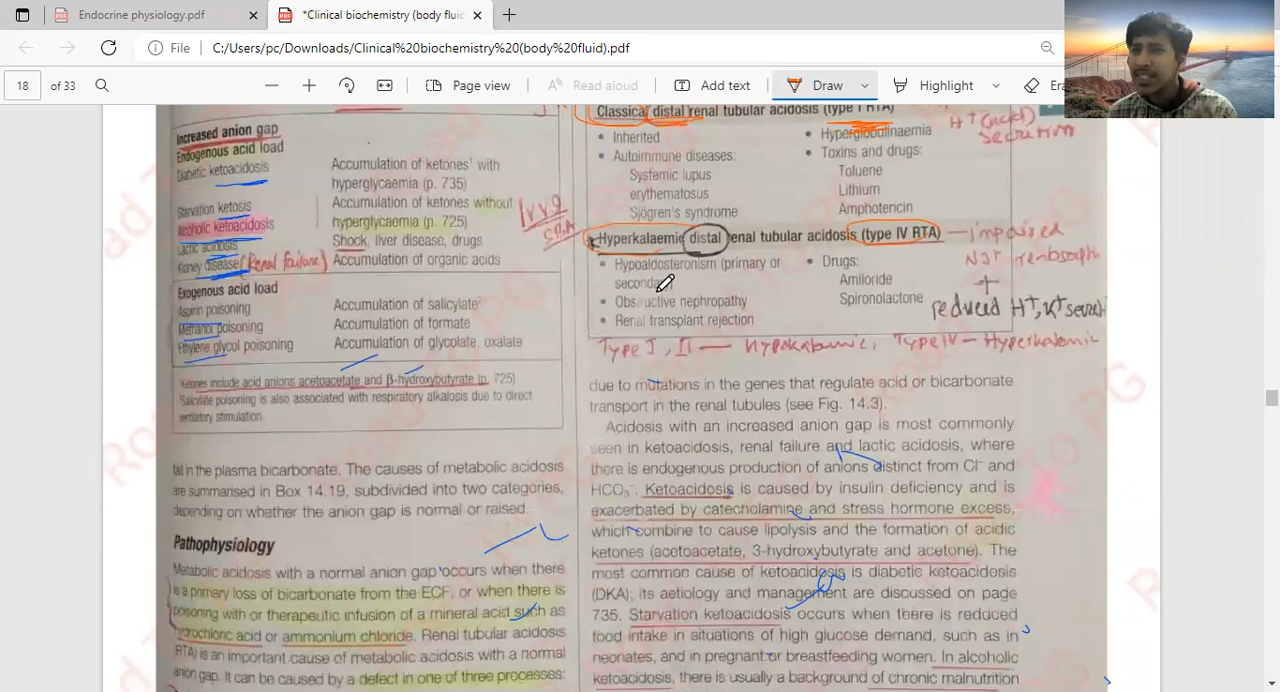 Endocrine physiology.pdf
*Clinical biochemistry (body fluid
File
C:/Users/pc/Downloads/Clinical%20biochemistry%20(body%20fluid).pdf
18 of 33
Page view
Read aloud
Add text
Draw
Highlight
Increased anion gap
Endogenous acid load
Diabetic ketoacidosis
Accumulation of ketones¹ with
hyperglycaemia (p. 735)
Starvation ketosis
Accumulation of ketones without
Alcoholic ketoacidosis
hyperglycaemia (p. 725)
Lactic acidosis
Shock, liver disease, drugs
Kidney disease (Renal failure)
Accumulation of organic acids
Exogenous acid load
Aspirin poisoning
Accumulation of salicylate²
Methanol poisoning
Accumulation of formate
Ethylene glycol poisoning
Accumulation of glycolate, oxalate
¹Ketones include acid anions acetoacetate and β-hydroxybutyrate (p. 725)
²Salicylate poisoning is also associated with respiratory alkalosis due to direct
ventilatory stimulation.
fall in the plasma bicarbonate. The causes of metabolic acidosis
are summarised in Box 14.19, subdivided into two categories,
depending on whether the anion gap is normal or raised.
Pathophysiology
Metabolic acidosis with a normal anion gap occurs when there
is a primary loss of bicarbonate from the ECF, or when there is
poisoning with or therapeutic infusion of a mineral acid such as
hydrochloric acid or ammonium chloride. Renal tubular acidosis
(RTA) is an important cause of metabolic acidosis with a normal
anion gap. It can be caused by a defect in one of three processes:
Classical distal renal tubular acidosis (type I RTA)
H⁺(acid)
secretion
• Inherited
• Autoimmune diseases:
Systemic lupus
erythematosus
Sjögren's syndrome
• Hyperglobulinaemia
• Toxins and drugs:
Toluene
Lithium
Amphotericin
Hyperkalaemic distal renal tubular acidosis (type IV RTA) — impaired
Na⁺ reabsorption
+
reduced H⁺, K⁺ secret
• Hypoaldosteronism (primary or
secondary)
• Obstructive nephropathy
• Renal transplant rejection
• Drugs:
Amiloride
Spironolactone
Type I, II — Hypokalemic, Type IV — Hyperkalemic
due to mutations in the genes that regulate acid or bicarbonate
transport in the renal tubules (see Fig. 14.3).
Acidosis with an increased anion gap is most commonly
seen in ketoacidosis, renal failure and lactic acidosis, where
there is endogenous production of anions distinct from Cl⁻ and
HCO₃⁻. Ketoacidosis is caused by insulin deficiency and is
exacerbated by catecholamine and stress hormone excess,
which combine to cause lipolysis and the formation of acidic
ketones (acetoacetate, 3-hydroxybutyrate and acetone). The
most common cause of ketoacidosis is diabetic ketoacidosis
(DKA); its aetiology and management are discussed on page
735. Starvation ketoacidosis occurs when there is reduced
food intake in situations of high glucose demand, such as in
neonates, and in pregnant or breastfeeding women. In alcoholic
ketoacidosis, there is usually a background of chronic malnutrition